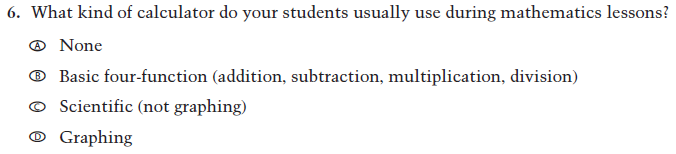 6. What kind of calculator do your students usually use during mathematics lessons?
Ⓐ None
Ⓑ Basic four-function (addition, subtraction, multiplication, division)
Ⓒ Scientific (not graphing)
Ⓓ Graphing